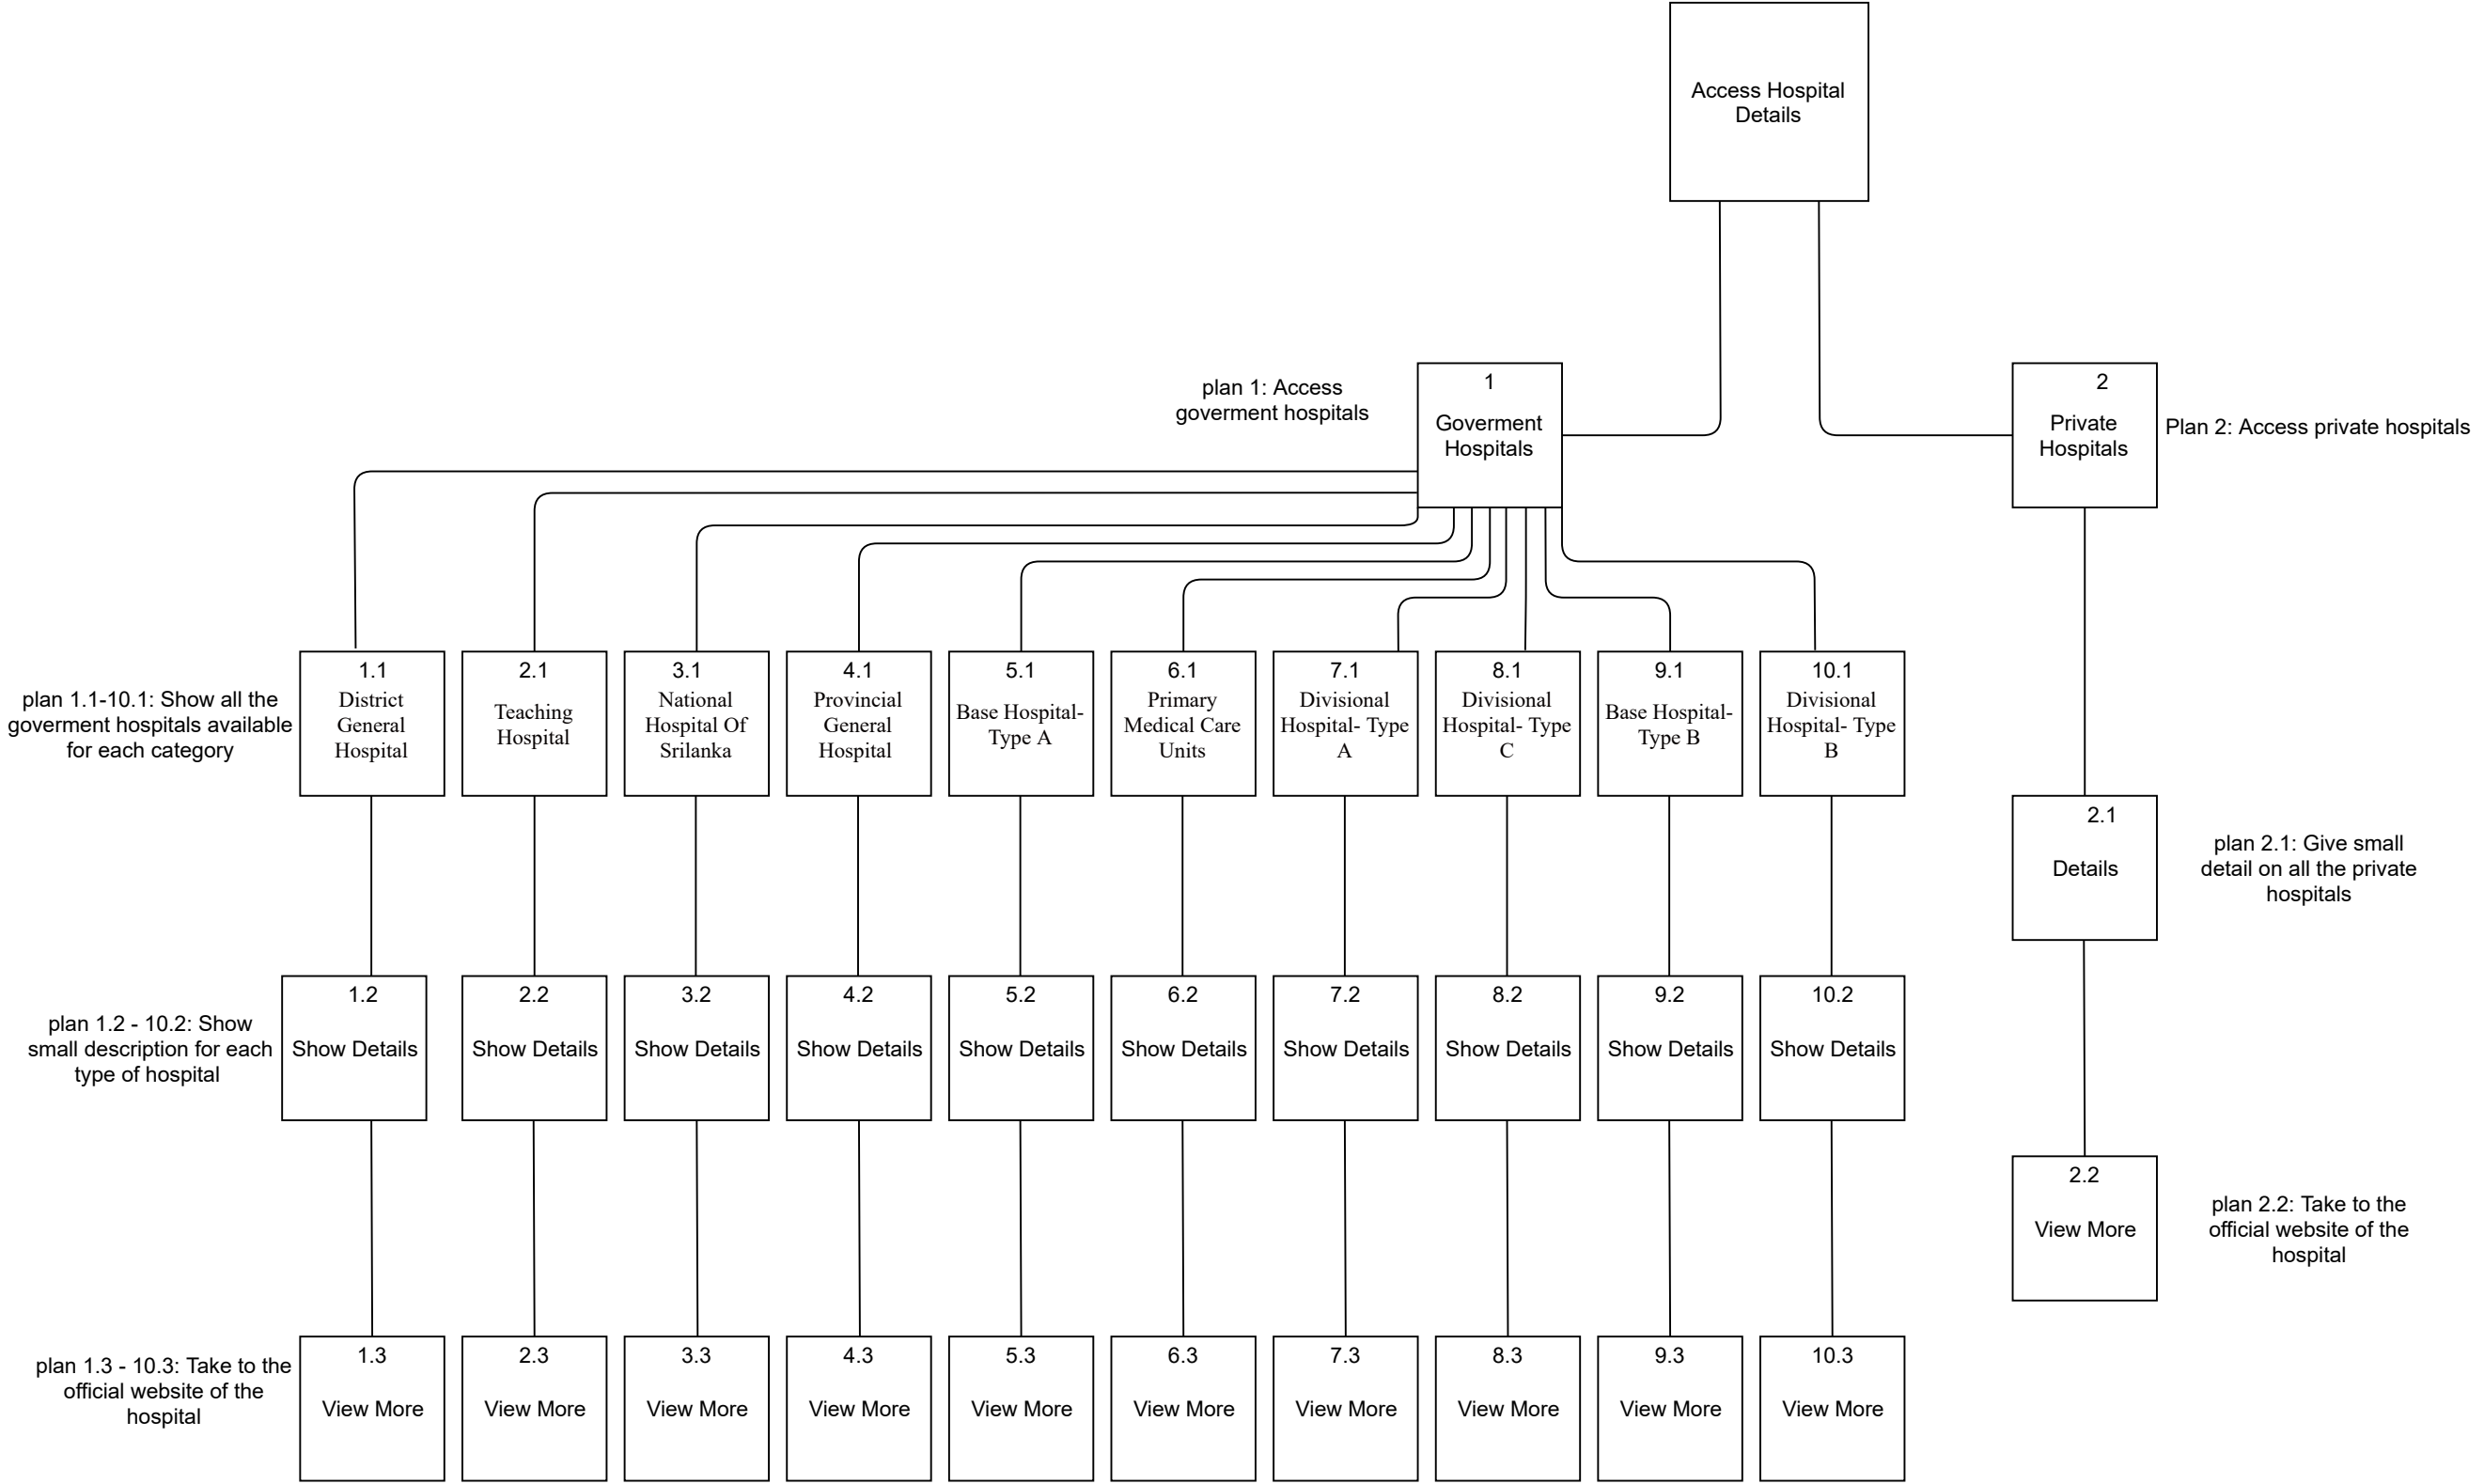 Access Hospital
Details
plan 1: Access
goverment hospitals
1
Goverment
Hospitals
2
Private
Hospitals
Plan 2: Access private hospitals
plan 1.1-10.1: Show all the
goverment hospitals available
for each category
1.1
District
General
Hospital
2.1
Teaching
Hospital
3.1
National
Hospital Of
Srilanka
4.1
Provincial
General
Hospital
5.1
Base Hospital-
Type A
6.1
Primary
Medical Care
Units
7.1
Divisional
Hospital- Type
A
8.1
Divisional
Hospital- Type
C
9.1
Base Hospital-
Type B
10.1
Divisional
Hospital- Type
B
2.1
Details
plan 2.1: Give small
detail on all the private
hospitals
plan 1.2 - 10.2: Show
small description for each
type of hospital
1.2
Show Details
2.2
Show Details
3.2
Show Details
4.2
Show Details
5.2
Show Details
6.2
Show Details
7.2
Show Details
8.2
Show Details
9.2
Show Details
10.2
Show Details
2.2
View More
plan 2.2: Take to the
official website of the
hospital
plan 1.3 - 10.3: Take to the
official website of the
hospital
1.3
View More
2.3
View More
3.3
View More
4.3
View More
5.3
View More
6.3
View More
7.3
View More
8.3
View More
9.3
View More
10.3
View More